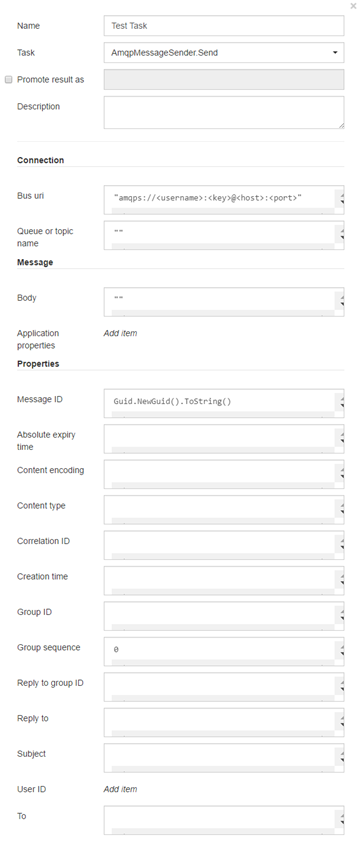 ×
Name
Test Task
Task
AmqpMessageSender.Send
Promote result as
Description
Connection
Bus uri
"amqps://<username>:<key>@<host>:<port>"
Queue or topic
name
""
Message
Body
""
Application
properties
Add item
Properties
Message ID
Guid.NewGuid().ToString()
Absolute expiry
time
Content encoding
Content type
Correlation ID
Creation time
Group ID
Group sequence
0
Reply to group ID
Reply to
Subject
User ID
Add item
To